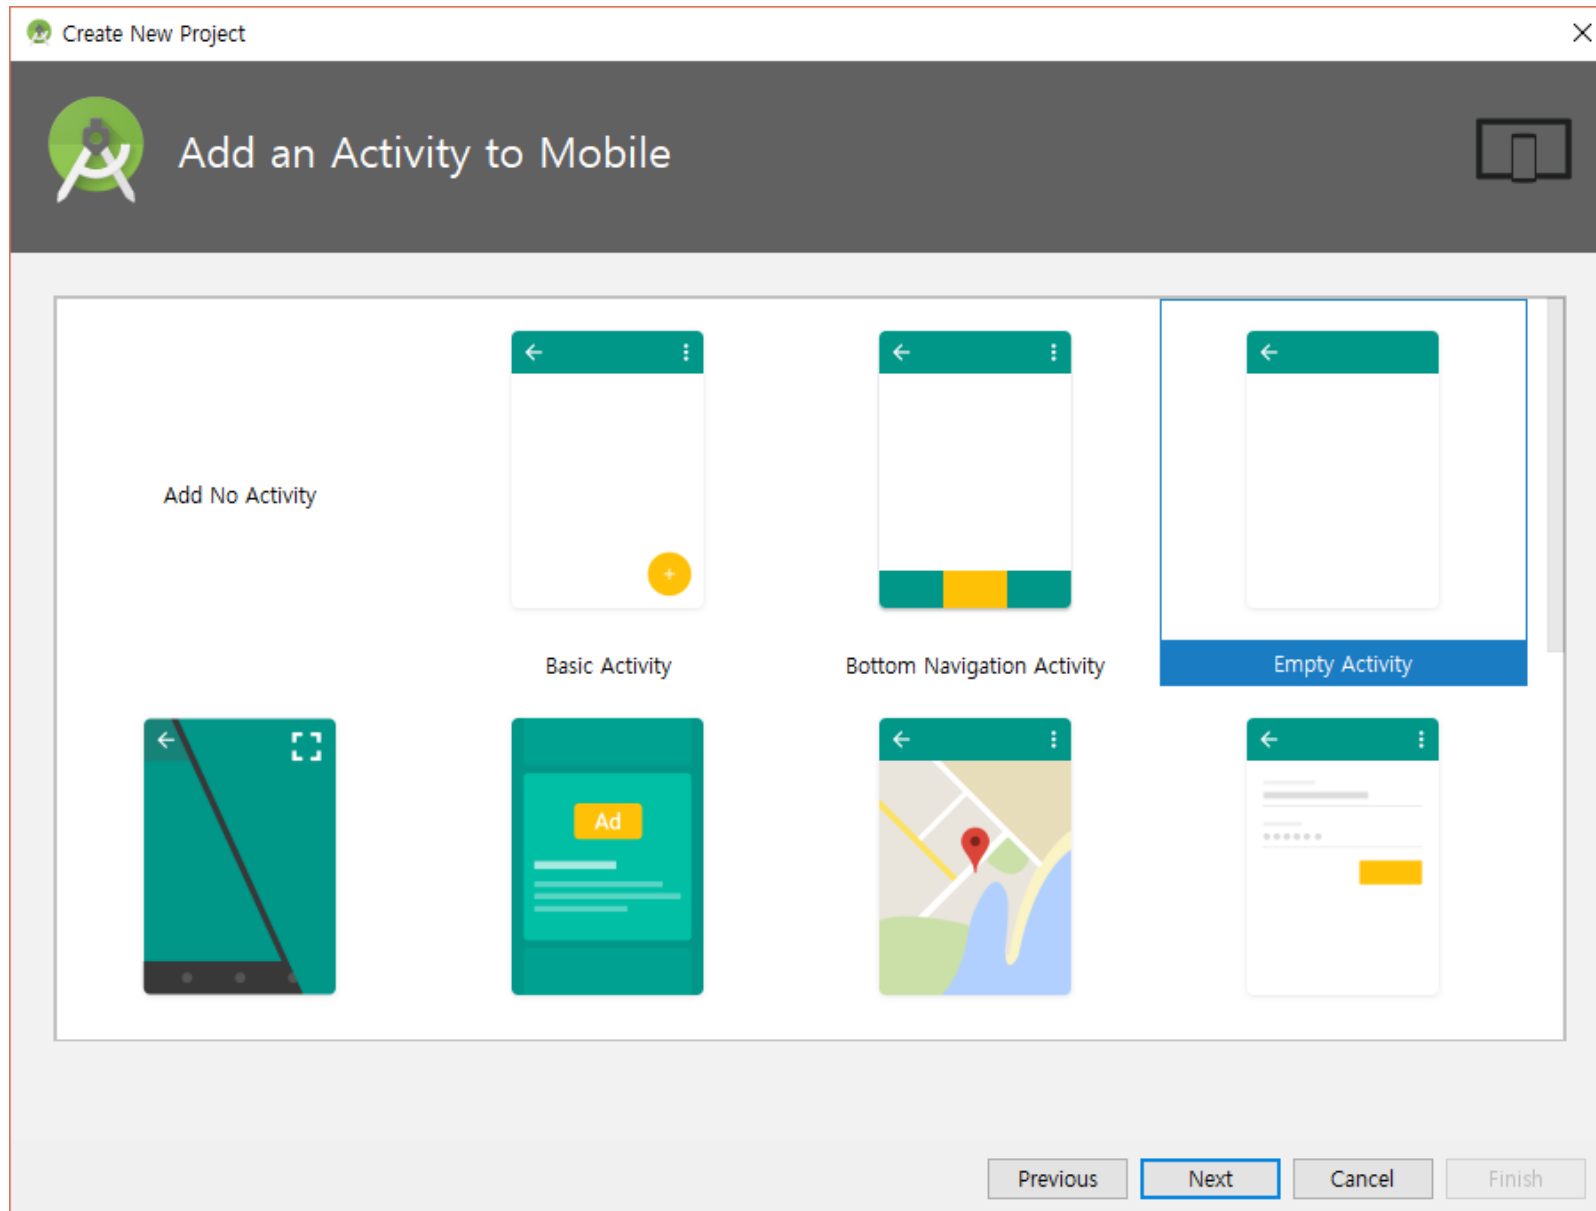 Create New Project
Add an Activity to Mobile
Add No Activity
Basic Activity
Bottom Navigation Activity
Empty Activity
Ad
Previous
Next
Cancel
Finish